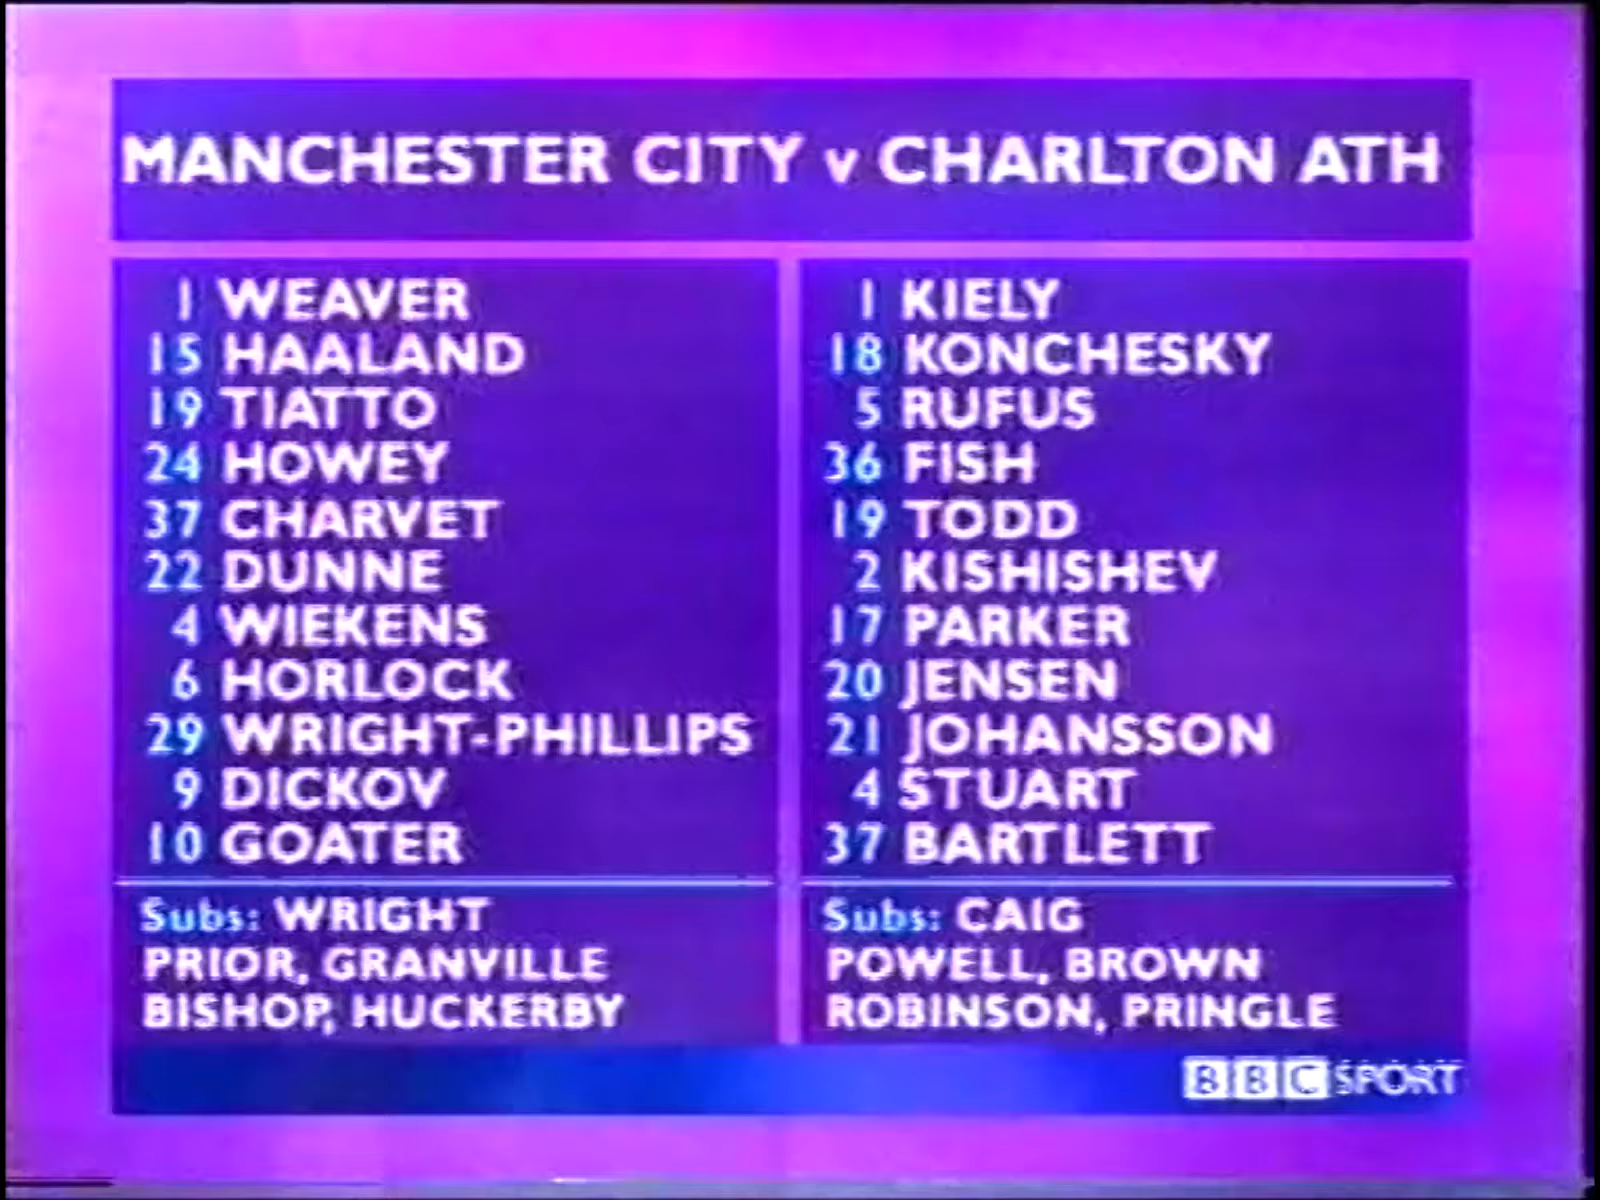 MANCHESTER CITY v CHARLTON ATH
1 WEAVER
15 HAALAND
19 TIATTO
24 HOWEY
37 CHARVET
22 DUNNE
4 WIEKENS
6 HORLOCK
29 WRIGHT-PHILLIPS
9 DICKOV
10 GOATER
Subs: WRIGHT
PRIOR, GRANVILLE
BISHOP, HUCKERBY
1 KIELY
18 KONCHESKY
5 RUFUS
36 FISH
19 TODD
2 KISHISHEV
17 PARKER
20 JENSEN
21 JOHANSSON
4 STUART
37 BARTLETT
Subs: CAIG
POWELL, BROWN
ROBINSON, PRINGLE
BBC SPORT